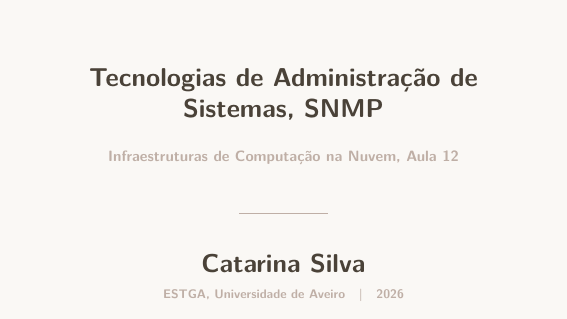 Tecnologias de Administração de
Sistemas, SNMP
Infraestruturas de Computação na Nuvem, Aula 12
Catarina Silva
ESTGA, Universidade de Aveiro | 2026